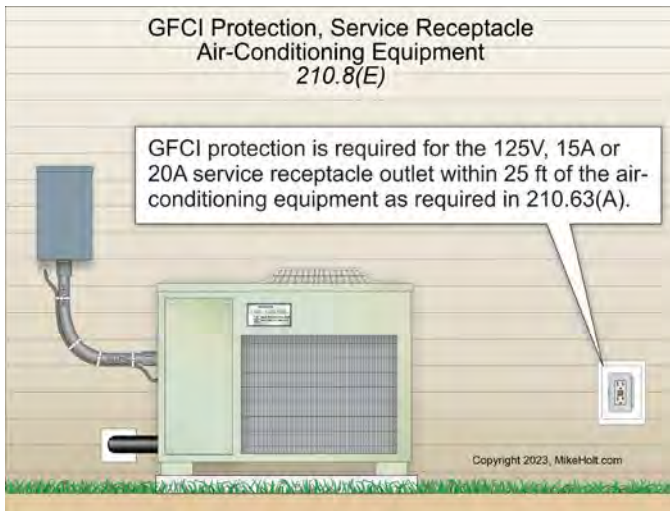 GFCI Protection, Service Receptacle
Air-Conditioning Equipment
210.8(E)
GFCI protection is required for the 125V, 15A or
20A service receptacle outlet within 25 ft of the air-
conditioning equipment as required in 210.63(A).
Copyright 2023, MikeHolt.com